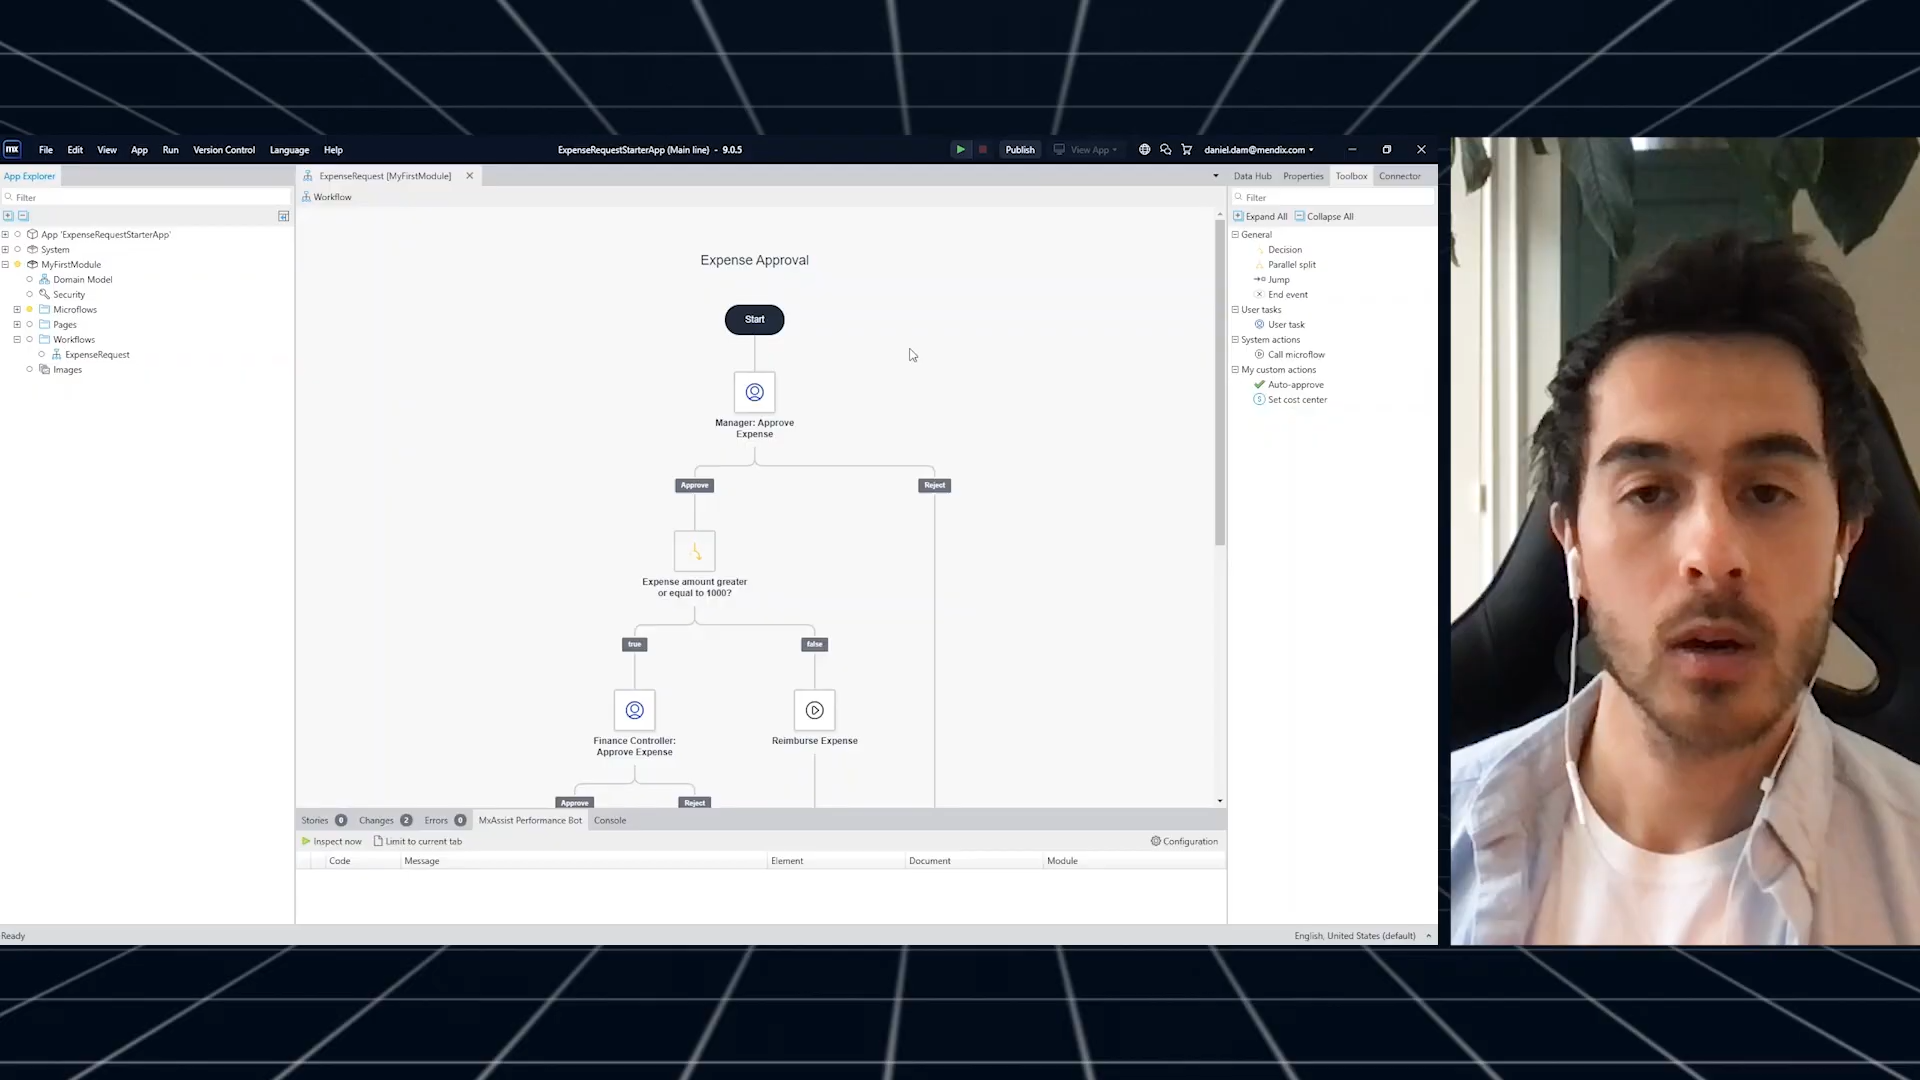 mx File Edit View App Run Version Control Language Help ExpenseRequestStarterApp (Main line) - 9.0.5 Publish View App daniel.dam@mendix.com
App Explorer
Filter
App 'ExpenseRequestStarterApp'
System
MyFirstModule
Domain Model
Security
Microflows
Pages
Workflows
ExpenseRequest
Images
ExpenseRequest [MyFirstModule]
Workflow
Expense Approval
Start
Manager: Approve
Expense
Approve
Reject
Expense amount greater
or equal to 1000?
true
false
Finance Controller:
Approve Expense
Reimburse Expense
Approve
Reject
Data Hub Properties Toolbox Connector
Filter
Expand All Collapse All
General
Decision
Parallel split
Jump
End event
User tasks
User task
System actions
Call microflow
My custom actions
Auto-approve
Set cost center
Stories 0 Changes 2 Errors 0 MxAssist Performance Bot Console
Inspect now Limit to current tab Configuration
Code Message Element Document Module
Ready English, United States (default)